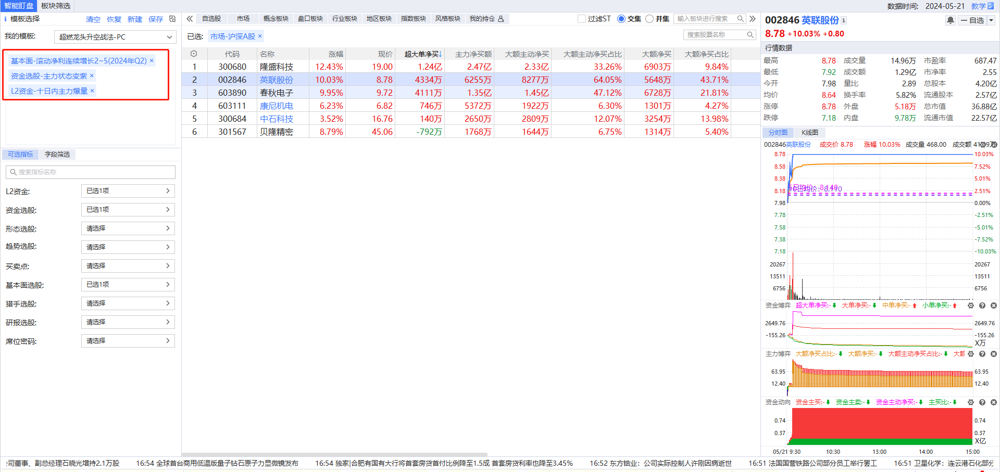 智能盯盘 板块筛选 数据时间: 2024-05-21 教学
模板选择 清空 恢复 新建 保存
我的模板: 超燃龙头升空战法-PC
基本面-滚动净利连续增长2~5(2024年Q2) ×
资金选股-主力状态变紫 ×
L2资金-十日内主力爆量 ×
可选指标 字段筛选
搜索指标名称
L2资金: 已选1项
资金选股: 已选1项
形态选股: 请选择
趋势选股: 请选择
买卖点: 请选择
基本面选股: 已选1项
猎手选股: 请选择
研报选股: 请选择
席位密码: 请选择
自选股 市场 概念板块 盘口板块 行业板块 地区板块 指数板块 风格板块 我的持仓 过滤ST 交集 并集 输入板块进行搜索
已选: 市场-沪深A股 × 搜索股票名称
代码 名称 涨幅 现价 超大单净买↓ 主力净买额 大额主动净买 大额主动净买占比 大额净买 大额净买占比
1 300680 隆盛科技 12.43% 19.00 1.24亿 2.47亿 2.33亿 33.26% 6903万 9.84%
2 002846 英联股份 10.03% 8.78 4334万 6255万 8277万 64.05% 5648万 43.71%
3 603890 春秋电子 9.95% 9.72 4111万 1.35亿 1.45亿 47.12% 6728万 21.81%
4 603111 康尼机电 6.23% 6.82 746万 5372万 1922万 6.30% 1301万 4.27%
5 300684 中石科技 3.52% 16.76 140万 2650万 2809万 12.07% 3254万 13.98%
6 301567 贝隆精密 8.79% 45.06 -792万 1768万 1644万 6.75% 1314万 5.40%
002846 英联股份 自选
8.78 +10.03% +0.80
行情数据
最高 8.78 成交量 14.96万 市盈率 687.47
最低 7.92 成交额 1.29亿 市净率 2.55
今开 7.98 量比 2.89 总股本 4.20亿
均价 8.64 换手率 5.82% 流通股本 2.57亿
涨停 8.78 外盘 5.18万 总市值 36.88亿
跌停 7.18 内盘 9.78万 流通市值 22.57亿
分时图 K线图
002846英联股份 成交价 8.78 涨幅 10.03% 成交量 468.00 成交额
8.78 10.03%
8.58 7.52%
8.38 5.01%
8.18 2.51%
7.98 0.00%
7.78 -2.51%
7.58 -5.01%
7.38 -7.52%
7.18 -10.03%
20267 20267
13511 13511
6756 6756
资金博弈 超大单净买:- 大单净买:- 中单净买:- 小单净买:-
2649.76 2649.76
-155.26 -155.26
X万
主力博弈 大额净买占比:- 大额净买:- 大额主动净买占比:- 大额
63.95 63.95
12.40 12.40
资金动向 资金主买:- 资金主卖:- 资金主动净买:- 主买比:-
0.74 0.74
0.37 0.37
X亿
05/21 9:30 10:30 13:00 14:00 15:00
公司董事、副总经理石晓光增持2.1万股 16:54 全球首台商用低温版量子钻石原子力显微镜发布 16:54 独家|合肥有国有大行将首套房贷首付比例降至1.5成 首套房贷利率也降至3.45% 16:52 东方锆业：公司实际控制人许刚因病逝世 16:51 法国国营铁路公司部分员工举行罢工 16:51 卫星化学：连云港石化部分